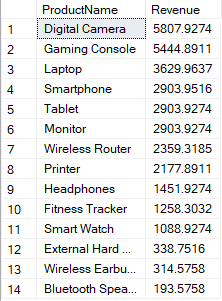 ProductName Revenue
1 Digital Camera 5807.9274
2 Gaming Console 5444.8911
3 Laptop 3629.9637
4 Smartphone 2903.9516
5 Tablet 2903.9274
6 Monitor 2903.9274
7 Wireless Router 2359.3185
8 Printer 2177.8911
9 Headphones 1451.9274
10 Fitness Tracker 1258.3032
11 Smart Watch 1088.9274
12 External Hard ... 338.7516
13 Wireless Earbu... 314.5758
14 Bluetooth Spea... 193.5758